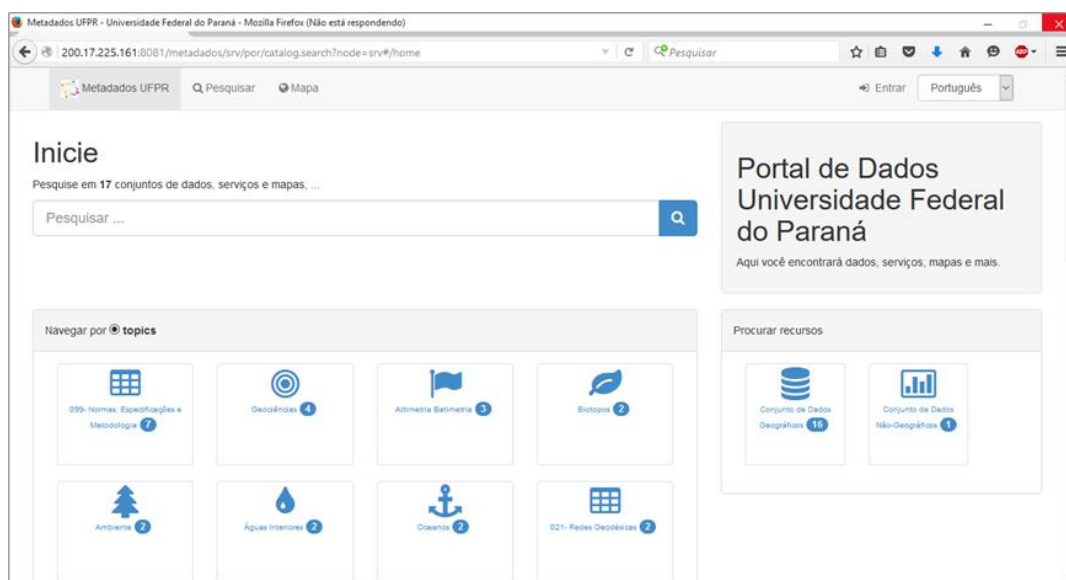 Metadados UFPR - Universidade Federal do Paraná - Mozilla Firefox (Não está respondendo)
200.17.225.161:8081/metadados/srv/por/catalog.search?node=srv#/home
Pesquisar
Metadados UFPR
Pesquisar
Mapa
Entrar
Português
Inicie
Pesquise em 17 conjuntos de dados, serviços e mapas, ...
Pesquisar ...
Portal de Dados
Universidade Federal
do Paraná
Aqui você encontrará dados, serviços, mapas e mais.
Navegar por topics
099- Normas, Especificações e
Metodologia 7
Geociências 4
Altimetria Batimetria 3
Biotopos 2
Ambiente 2
Águas Interiores 2
Oceanos 2
021- Redes Geodésicas 2
Procurar recursos
Conjunto de Dados
Geográficos 16
Conjunto de Dados
Não-Geográficos 1